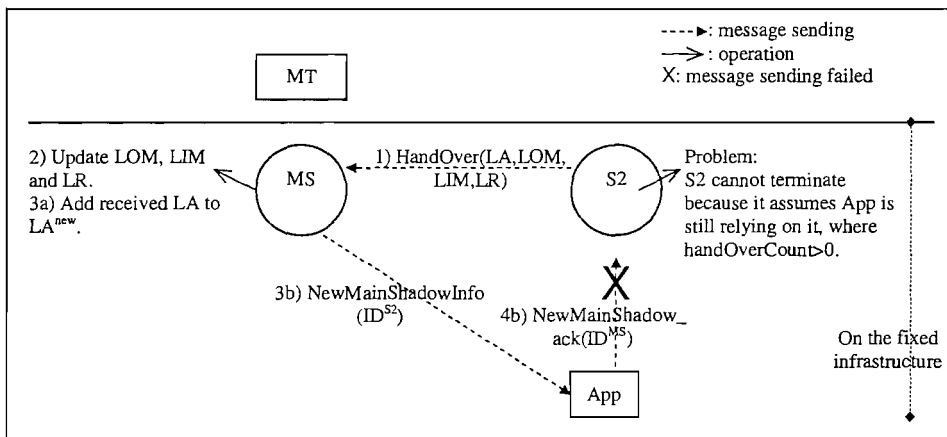 --------►: message sending
⟶: operation
X: message sending failed
MT
2) Update LOM, LIM
and LR.
3a) Add received LA to
LA^new.
MS
1) HandOver(LA,LOM,
LIM,LR)
S2
Problem:
S2 cannot terminate
because it assumes App is
still relying on it, where
handOverCount>0.
3b) NewMainShadowInfo
(ID^S2)
X
4b) NewMainShadow_
ack(ID^MS)
On the fixed
infrastructure
App